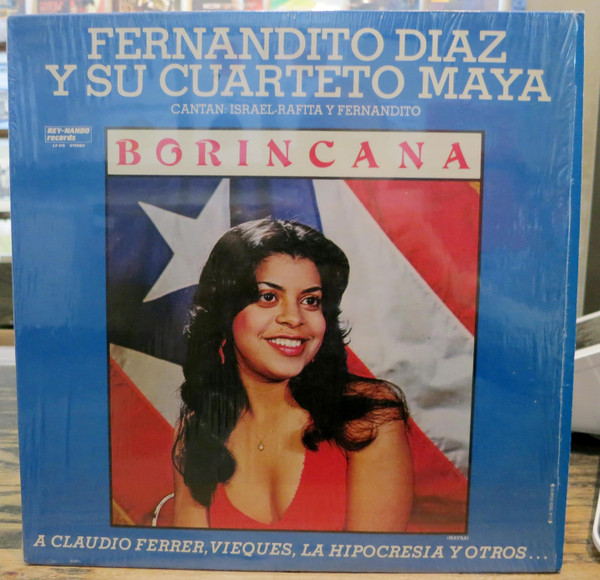 FERNANDITO DIAZ
Y SU CUARTETO MAYA
CANTAN: ISRAEL-RAFITA Y FERNANDITO
REY-NANDO
records
STEREO
BORINCANA
(MAYRA)
A CLAUDIO FERRER, VIEQUES, LA HIPOCRESIA Y OTROS...